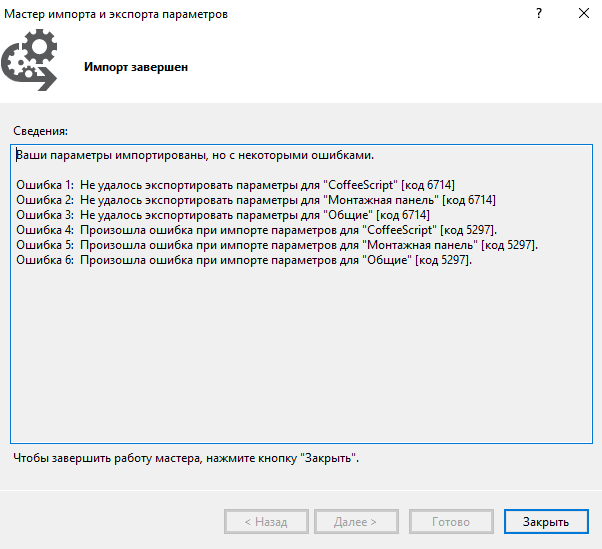 Мастер импорта и экспорта параметров
?
Импорт завершен
Сведения:
Ваши параметры импортированы, но с некоторыми ошибками.
Ошибка 1: Не удалось экспортировать параметры для "CoffeeScript" [код 6714]
Ошибка 2: Не удалось экспортировать параметры для "Монтажная панель" [код 6714]
Ошибка 3: Не удалось экспортировать параметры для "Общие" [код 6714]
Ошибка 4: Произошла ошибка при импорте параметров для "CoffeeScript" [код 5297].
Ошибка 5: Произошла ошибка при импорте параметров для "Монтажная панель" [код 5297].
Ошибка 6: Произошла ошибка при импорте параметров для "Общие" [код 5297].
Чтобы завершить работу мастера, нажмите кнопку "Закрыть".
< Назад Далее > Готово Закрыть